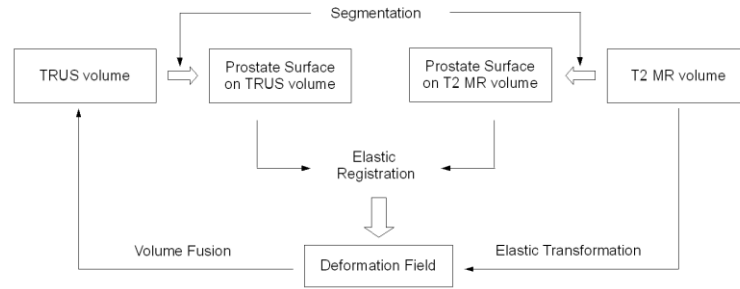 Segmentation
TRUS volume
Prostate Surface
on TRUS volume
Prostate Surface
on T2 MR volume
T2 MR volume
Elastic
Registration
Volume Fusion
Elastic Transformation
Deformation Field